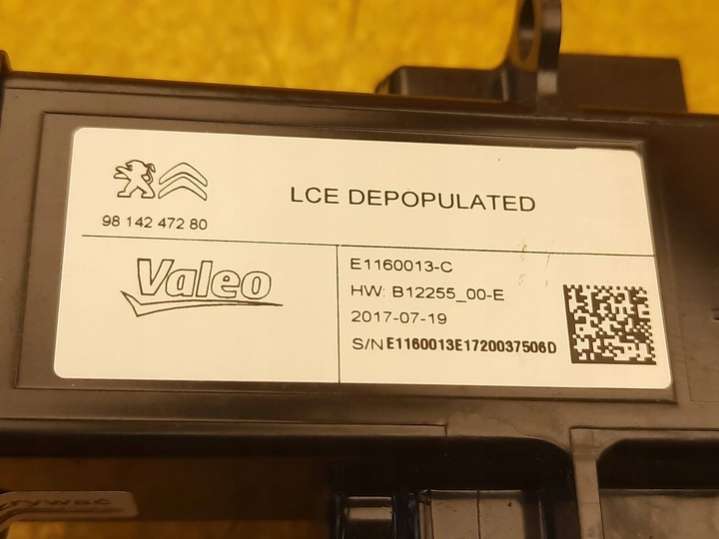 LCE DEPOPULATED
98 142 472 80
Valeo
E1160013-C
HW: B12255_00-E
2017-07-19
S/N E1160013E1720037506D